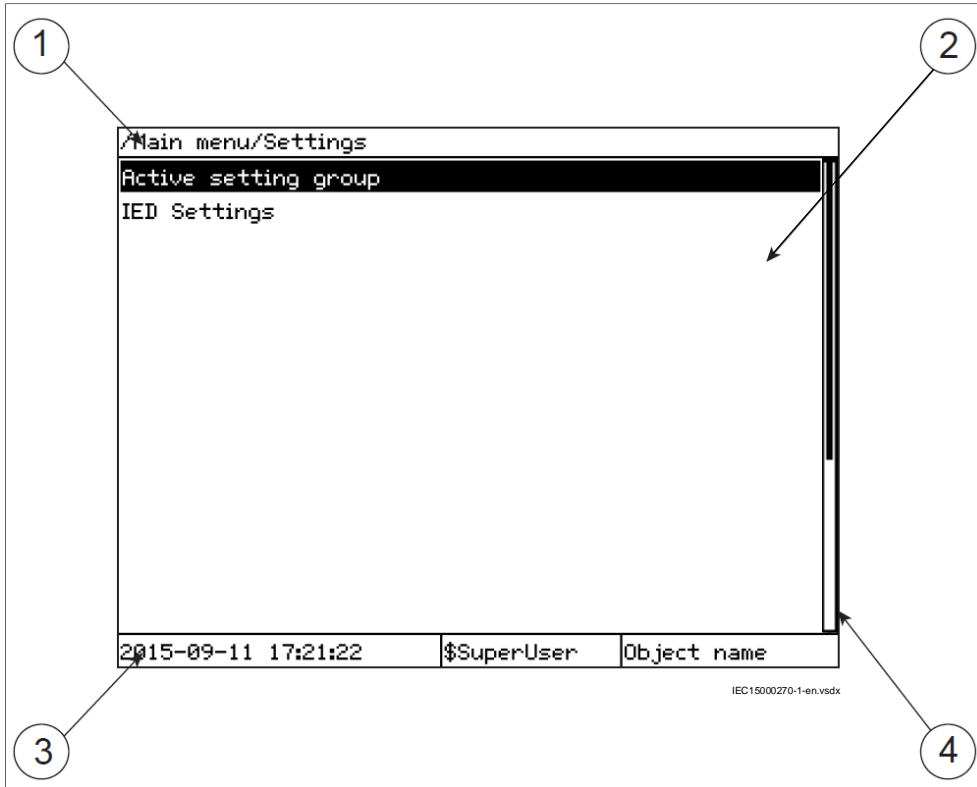 1
2
/Main menu/Settings
Active setting group
IED Settings
2015-09-11 17:21:22
$SuperUser
Object name
IEC15000270-1-en.vsdx
3
4